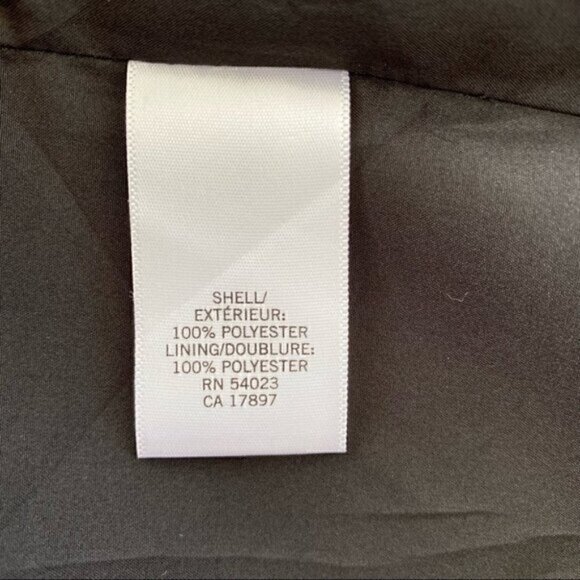 SHELL/
EXTÉRIEUR:
100% POLYESTER
LINING/DOUBLURE:
100% POLYESTER
RN 54023
CA 17897